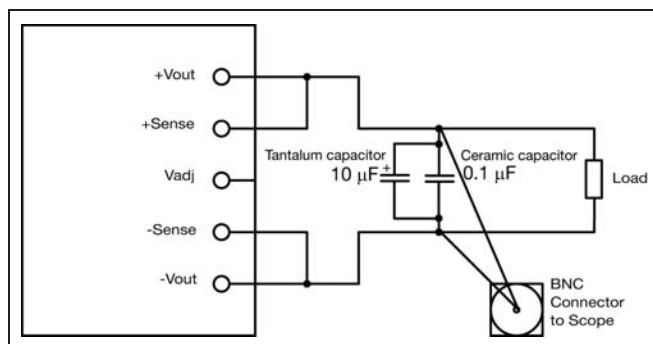 +Vout
+Sense
Vadj
-Sense
-Vout
Tantalum capacitor
10 µF
+
Ceramic capacitor
0.1 µF
Load
BNC
Connector
to Scope